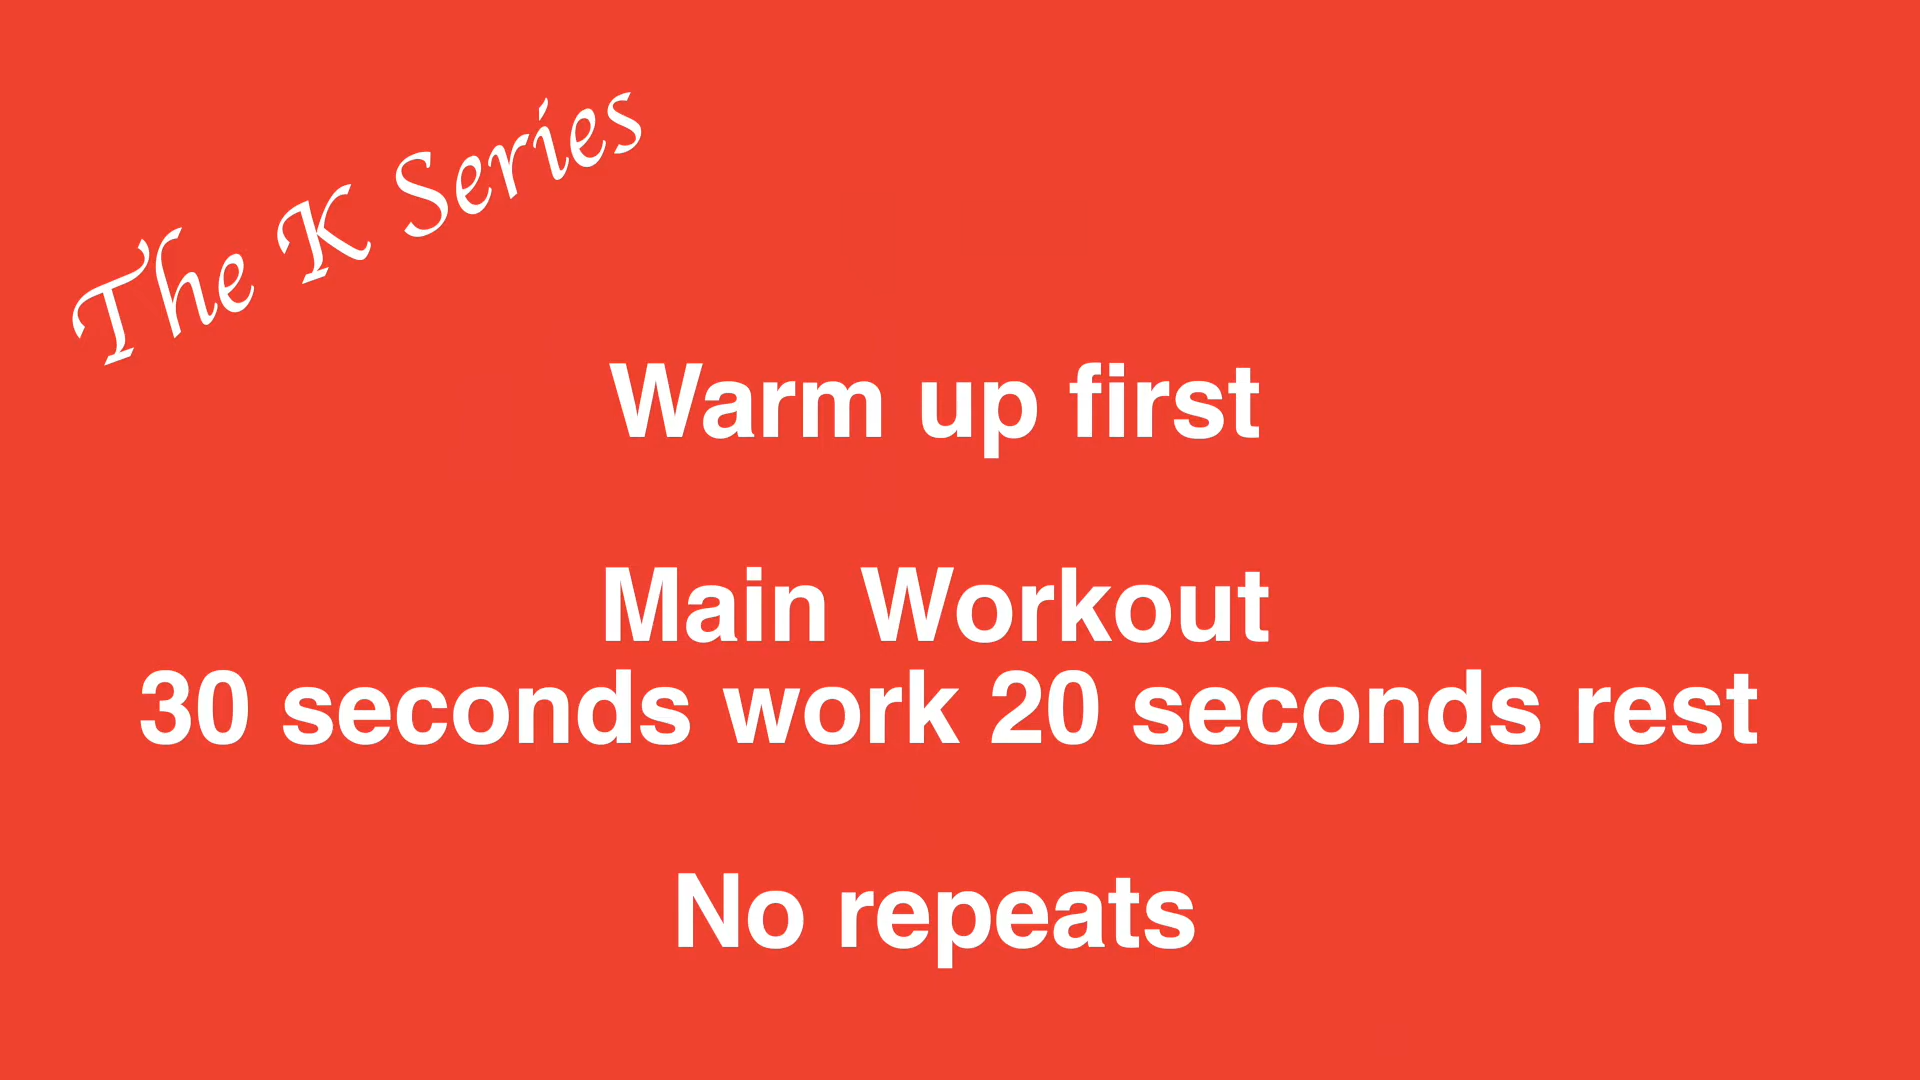 The K Series
Warm up first
Main Workout
30 seconds work 20 seconds rest
No repeats